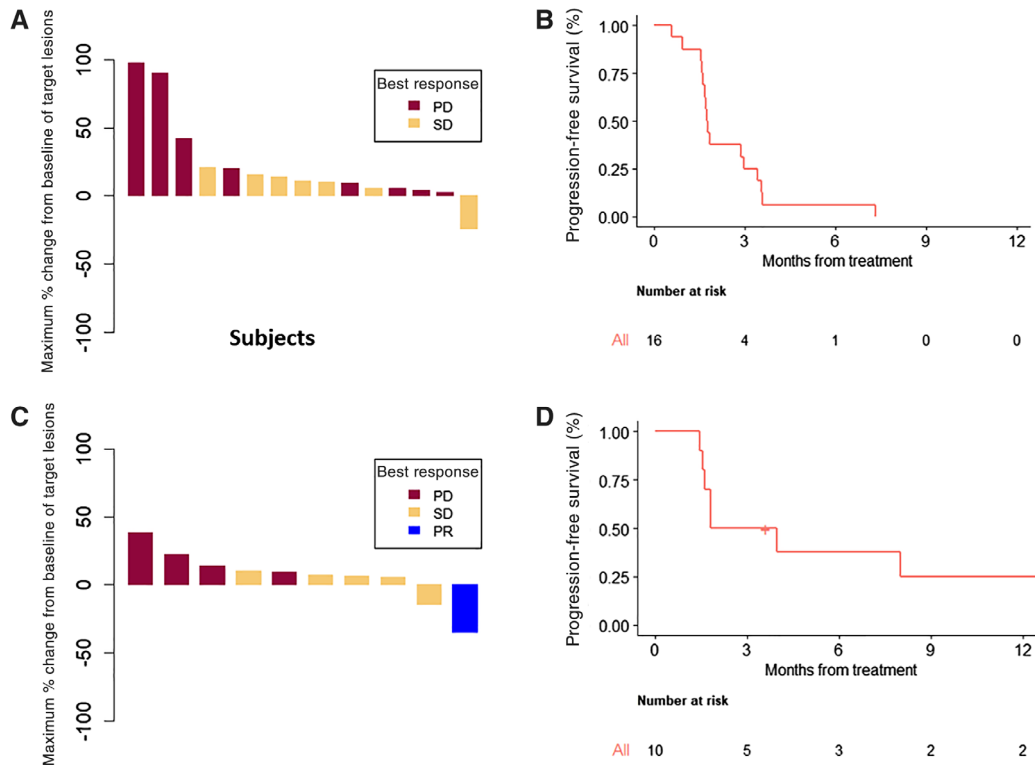 A
Maximum % change from baseline of target lesions
100
50
0
-50
-100
Best response
PD
SD
Subjects
B
Progression-free survival (%)
1.00
0.75
0.50
0.25
0.00
0 3 6 9 12
Months from treatment
Number at risk
All 16 4 1 0 0
C
Maximum % change from baseline of target lesions
100
50
0
-50
-100
Best response
PD
SD
PR
D
Progression-free survival (%)
1.00
0.75
0.50
0.25
0.00
0 3 6 9 12
Months from treatment
Number at risk
All 10 5 3 2 2